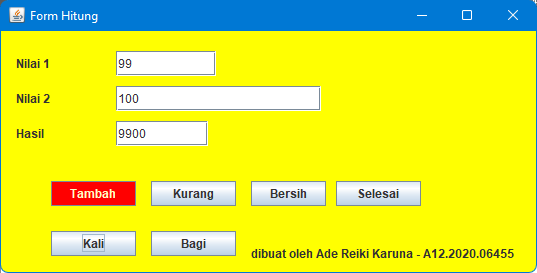 Form Hitung
Nilai 1 99
Nilai 2 100
Hasil 9900
Tambah Kurang Bersih Selesai
Kali Bagi
dibuat oleh Ade Reiki Karuna - A12.2020.06455